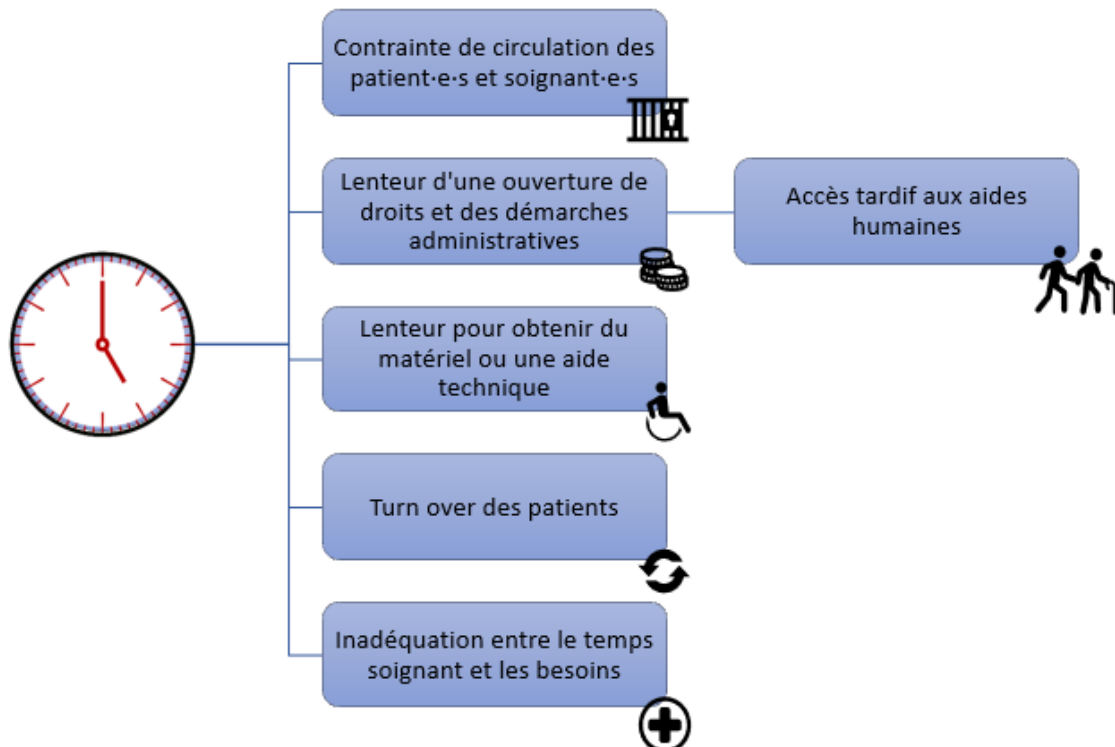 Contrainte de circulation des
patient·e·s et soignant·e·s
Lenteur d'une ouverture de
droits et des démarches
administratives
Accès tardif aux aides
humaines
Lenteur pour obtenir du
matériel ou une aide
technique
Turn over des patients
Inadéquation entre le temps
soignant et les besoins